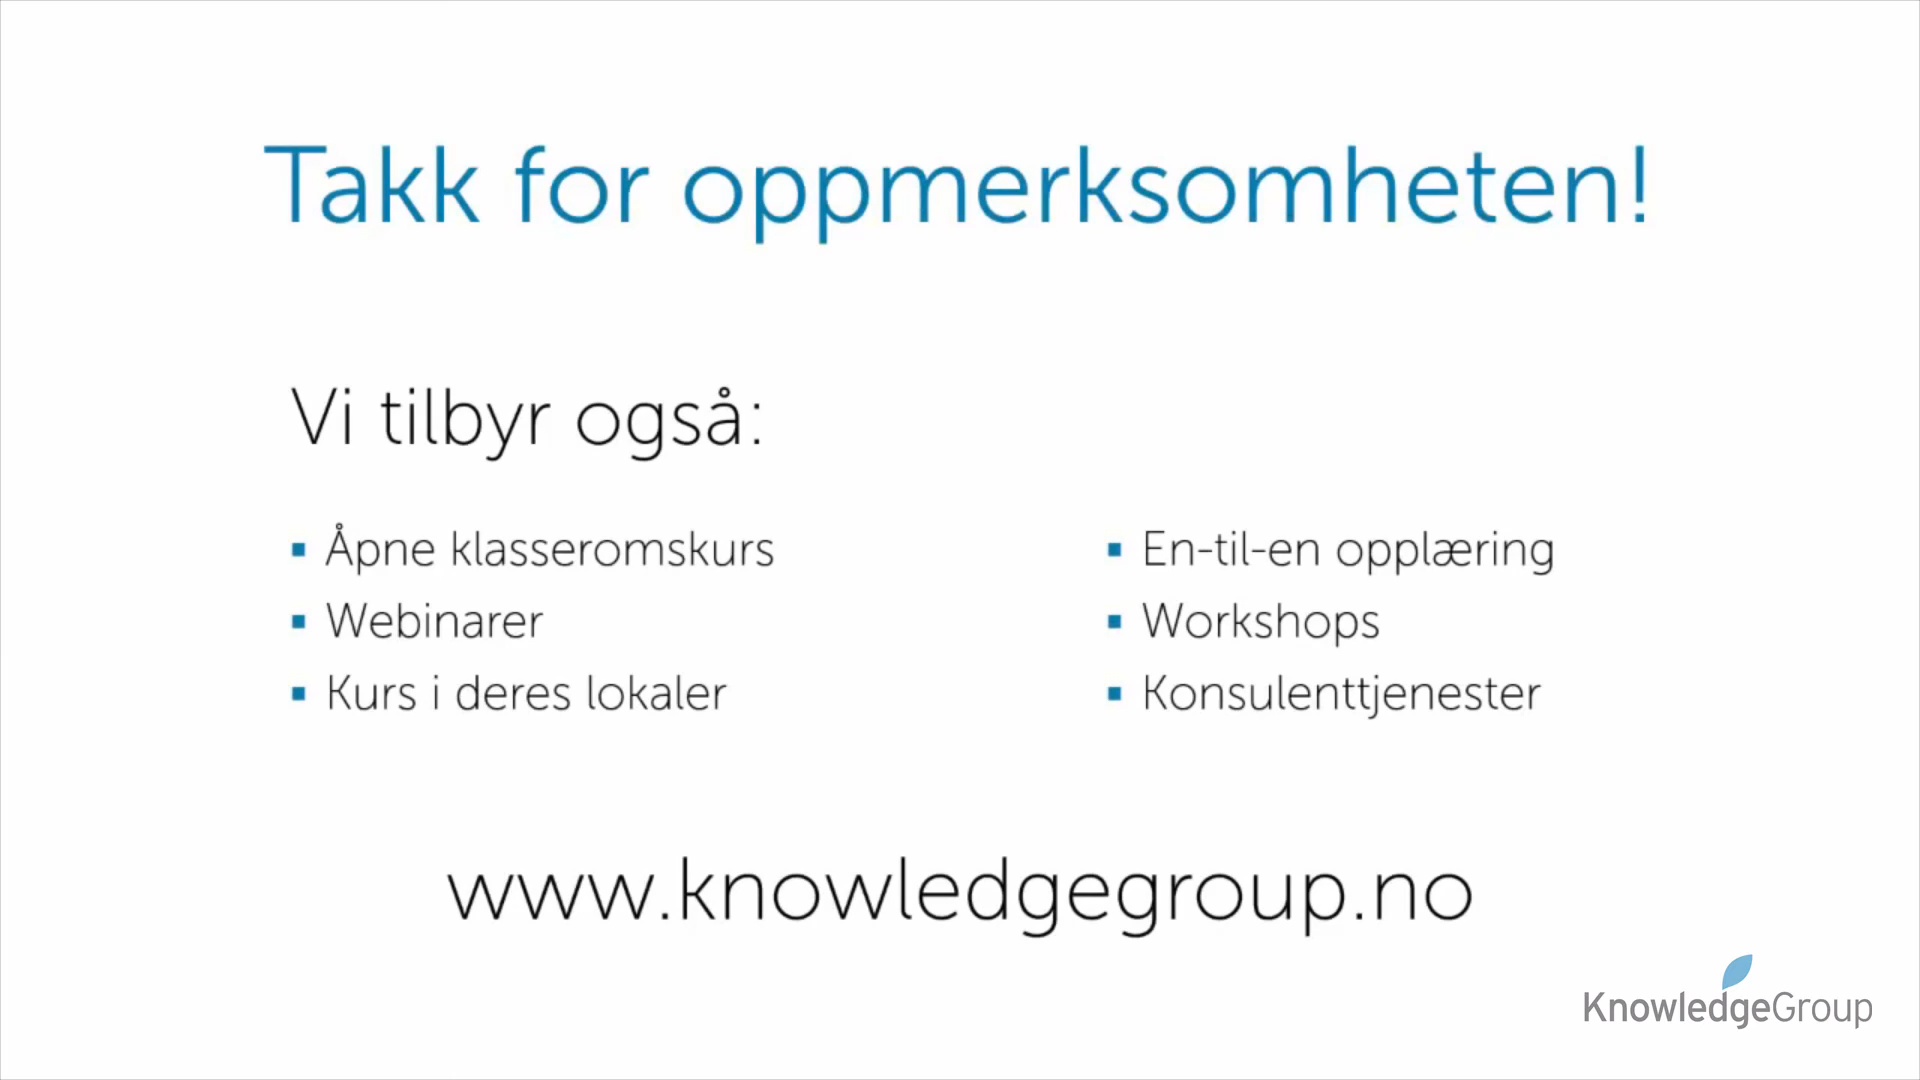 Takk for oppmerksomheten!
Vi tilbyr også:
▪ Åpne klasseromskurs
▪ Webinarer
▪ Kurs i deres lokaler
▪ En-til-en opplæring
▪ Workshops
▪ Konsulenttjenester
www.knowledgegroup.no
KnowledgeGroup